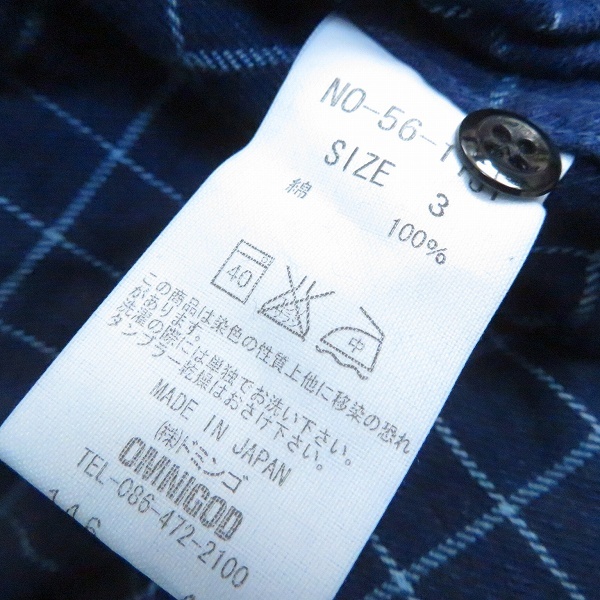 NO-56-
SIZE 3
綿 100%
40 中
この商品は染色の性質上他に移染の恐れ
があります。
洗濯の際には単独でお洗い下さい。
タンブラー乾燥はおさけ下さい。
MADE IN JAPAN
㈱ドミンゴ
OMNIGOD
TEL-086-472-2100